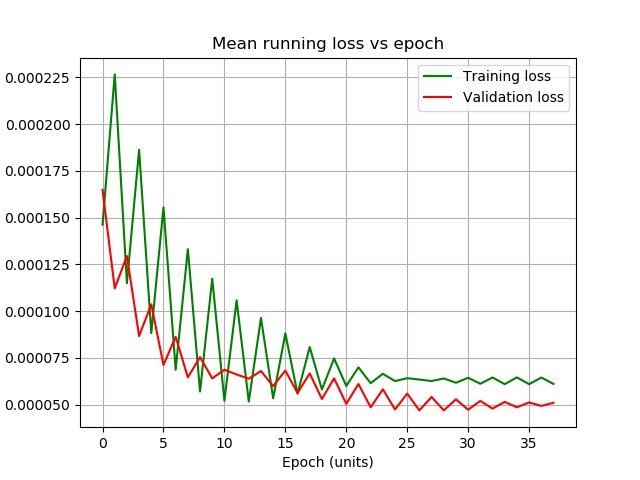 Mean running loss vs epoch
0.000225
0.000200
0.000175
0.000150
0.000125
0.000100
0.000075
0.000050
Training loss
Validation loss
0 5 10 15 20 25 30 35
Epoch (units)